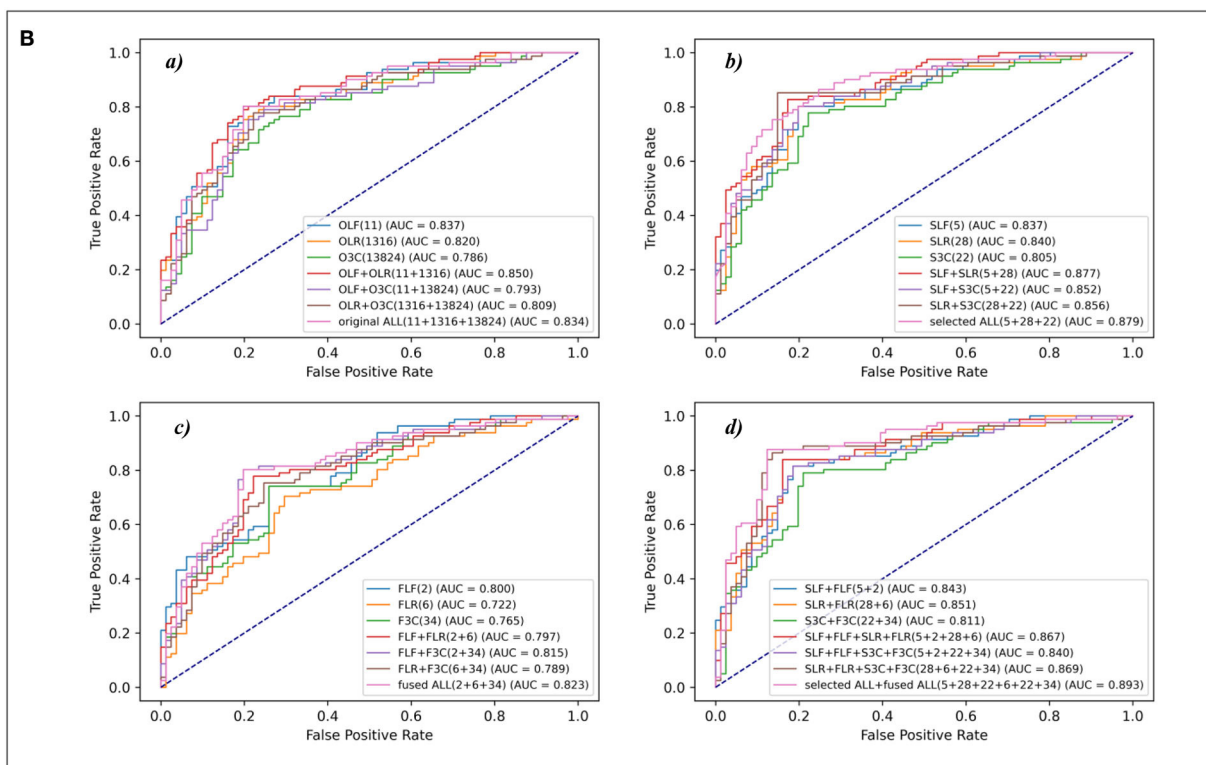 B
a)
True Positive Rate
1.0
0.8
0.6
0.4
0.2
0.0
OLF(11) (AUC = 0.837)
OLR(1316) (AUC = 0.820)
O3C(13824) (AUC = 0.786)
OLF+OLR(11+1316) (AUC = 0.850)
OLF+O3C(11+13824) (AUC = 0.793)
OLR+O3C(1316+13824) (AUC = 0.809)
original ALL(11+1316+13824) (AUC = 0.834)
0.0 0.2 0.4 0.6 0.8 1.0
False Positive Rate
b)
True Positive Rate
1.0
0.8
0.6
0.4
0.2
0.0
SLF(5) (AUC = 0.837)
SLR(28) (AUC = 0.840)
S3C(22) (AUC = 0.805)
SLF+SLR(5+28) (AUC = 0.877)
SLF+S3C(5+22) (AUC = 0.852)
SLR+S3C(28+22) (AUC = 0.856)
selected ALL(5+28+22) (AUC = 0.879)
0.0 0.2 0.4 0.6 0.8 1.0
False Positive Rate
c)
True Positive Rate
1.0
0.8
0.6
0.4
0.2
0.0
FLF(2) (AUC = 0.800)
FLR(6) (AUC = 0.722)
F3C(34) (AUC = 0.765)
FLF+FLR(2+6) (AUC = 0.797)
FLF+F3C(2+34) (AUC = 0.815)
FLR+F3C(6+34) (AUC = 0.789)
fused ALL(2+6+34) (AUC = 0.823)
0.0 0.2 0.4 0.6 0.8 1.0
False Positive Rate
d)
True Positive Rate
1.0
0.8
0.6
0.4
0.2
0.0
SLF+FLF(5+2) (AUC = 0.843)
SLR+FLR(28+6) (AUC = 0.851)
S3C+F3C(22+34) (AUC = 0.811)
SLF+FLF+SLR+FLR(5+2+28+6) (AUC = 0.867)
SLF+FLF+S3C+F3C(5+2+22+34) (AUC = 0.840)
SLR+FLR+S3C+F3C(28+6+22+34) (AUC = 0.869)
selected ALL+fused ALL(5+28+22+6+22+34) (AUC = 0.893)
0.0 0.2 0.4 0.6 0.8 1.0
False Positive Rate